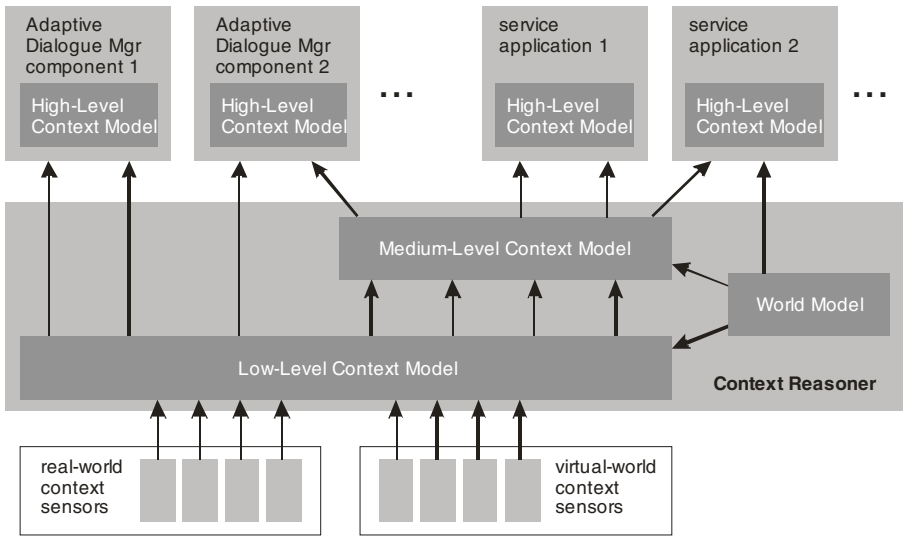 Adaptive
Dialogue Mgr
component 1
High-Level
Context Model
Adaptive
Dialogue Mgr
component 2
High-Level
Context Model
...
service
application 1
High-Level
Context Model
service
application 2
High-Level
Context Model
...
Medium-Level Context Model
World Model
Low-Level Context Model
Context Reasoner
real-world
context
sensors
virtual-world
context
sensors